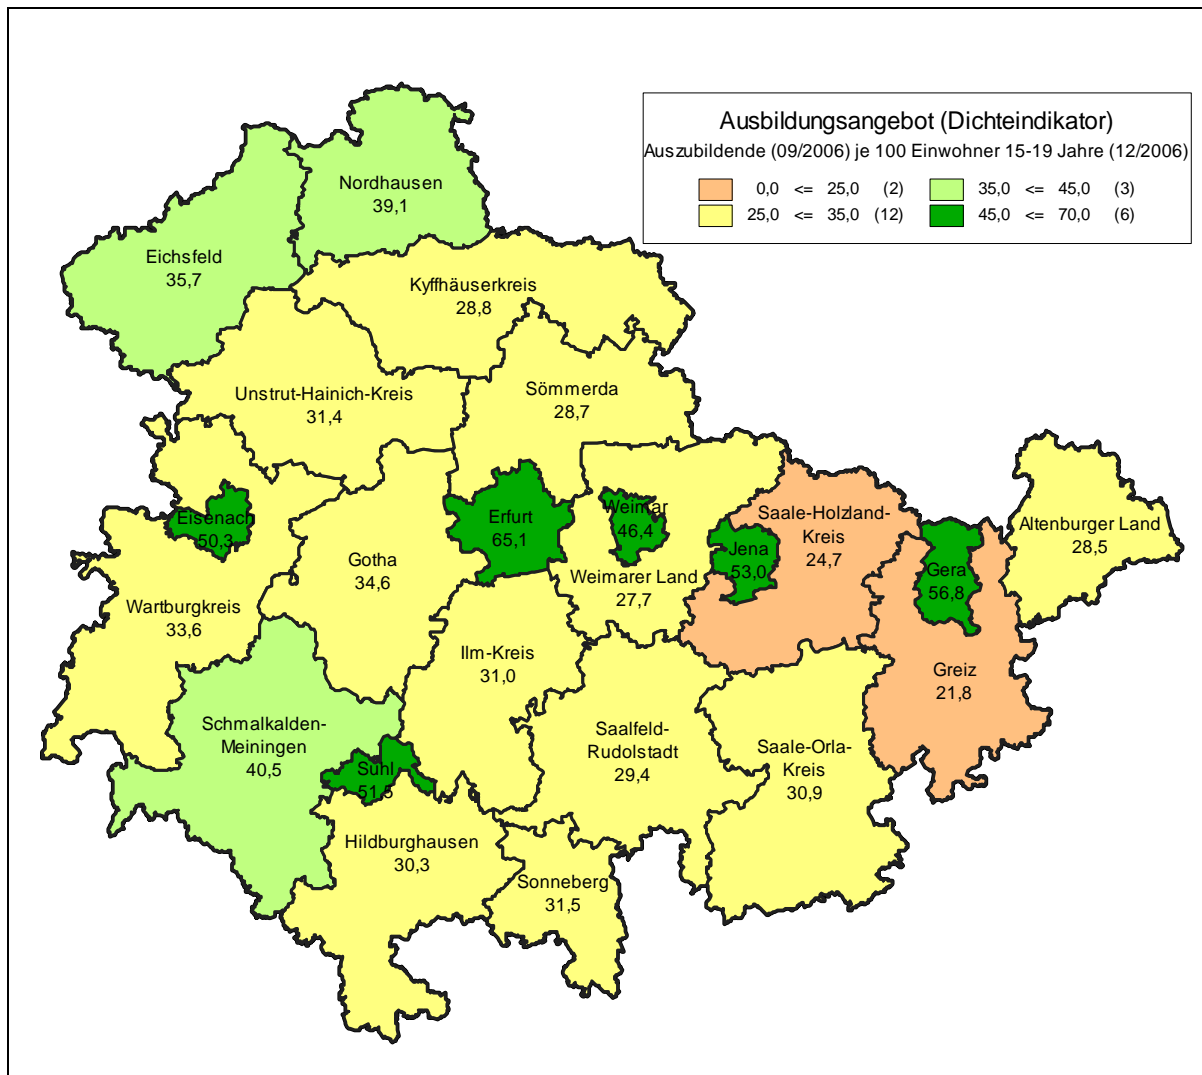 Ausbildungsangebot (Dichteindikator)
Auszubildende (09/2006) je 100 Einwohner 15-19 Jahre (12/2006)
0,0 <= 25,0 (2)
35,0 <= 45,0 (3)
25,0 <= 35,0 (12)
45,0 <= 70,0 (6)
Nordhausen
39,1
Eichsfeld
35,7
Kyffhäuserkreis
28,8
Unstrut-Hainich-Kreis
31,4
Sömmerda
28,7
Eisenach
50,3
Erfurt
65,1
Weimar
46,4
Jena
53,0
Saale-Holzland-
Kreis
24,7
Gera
56,8
Altenburger Land
28,5
Gotha
34,6
Weimarer Land
27,7
Wartburgkreis
33,6
Ilm-Kreis
31,0
Greiz
21,8
Schmalkalden-
Meiningen
40,5
Suhl
51,5
Saalfeld-
Rudolstadt
29,4
Saale-Orla-
Kreis
30,9
Hildburghausen
30,3
Sonneberg
31,5